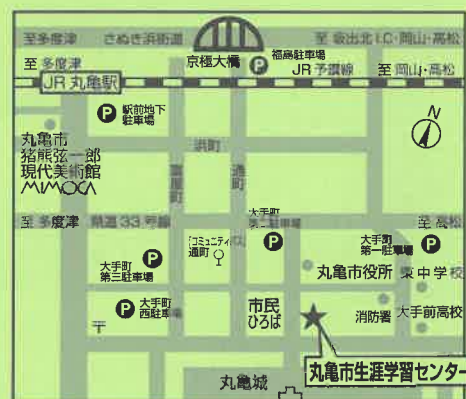 至多度津 さぬき浜街道 至 坂出北I.C・岡山・高松
京極大橋
福島駐車場
P
至 多度津
JR 丸亀駅
JR 予讃線
至 岡山・高松
P 駅前地下
駐車場
N
丸亀市
猪熊弦一郎
現代美術館
MIMOCA
浜町
富屋町
通町
至 多度津 県道33号線
至 高松
大手町
第二駐車場
P
大手町
第三駐車場
P
(コミュニティバス)
通町
大手町
第一駐車場
P
丸亀市役所
東中学校
P 大手町
西駐車場
〒
市民
ひろば
消防署
大手前高校
丸亀市生涯学習センター
丸亀城